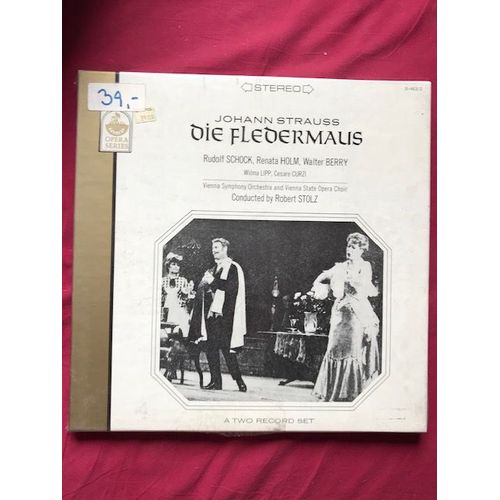 STEREO
39,-
OPERA
SERIES
JOHANN STRAUSS
DIE FLEDERMAUS
Rudolf SCHOCK, Renata HOLM, Walter BERRY
Wilma LIPP, Cesare CURZI
Vienna Symphony Orchestra and Vienna State Opera Choir
Conducted by Robert STOLZ
A TWO RECORD SET